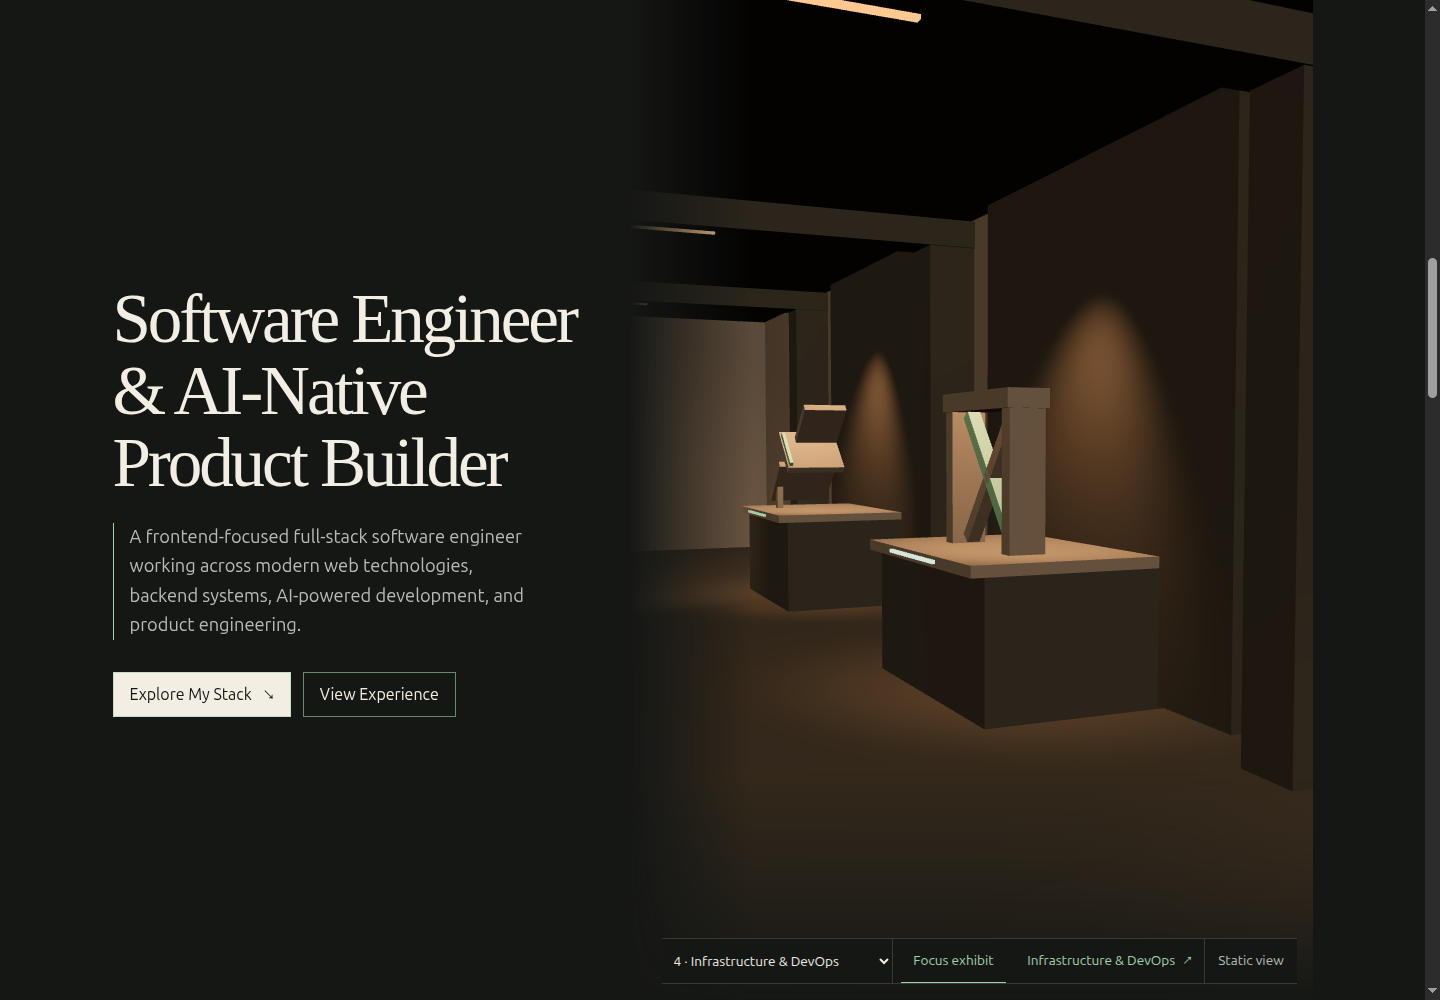 Software Engineer
& AI-Native
Product Builder
A frontend-focused full-stack software engineer
working across modern web technologies,
backend systems, AI-powered development, and
product engineering.
Explore My Stack ↘
View Experience
4 · Infrastructure & DevOps
Focus exhibit
Infrastructure & DevOps ↗
Static view